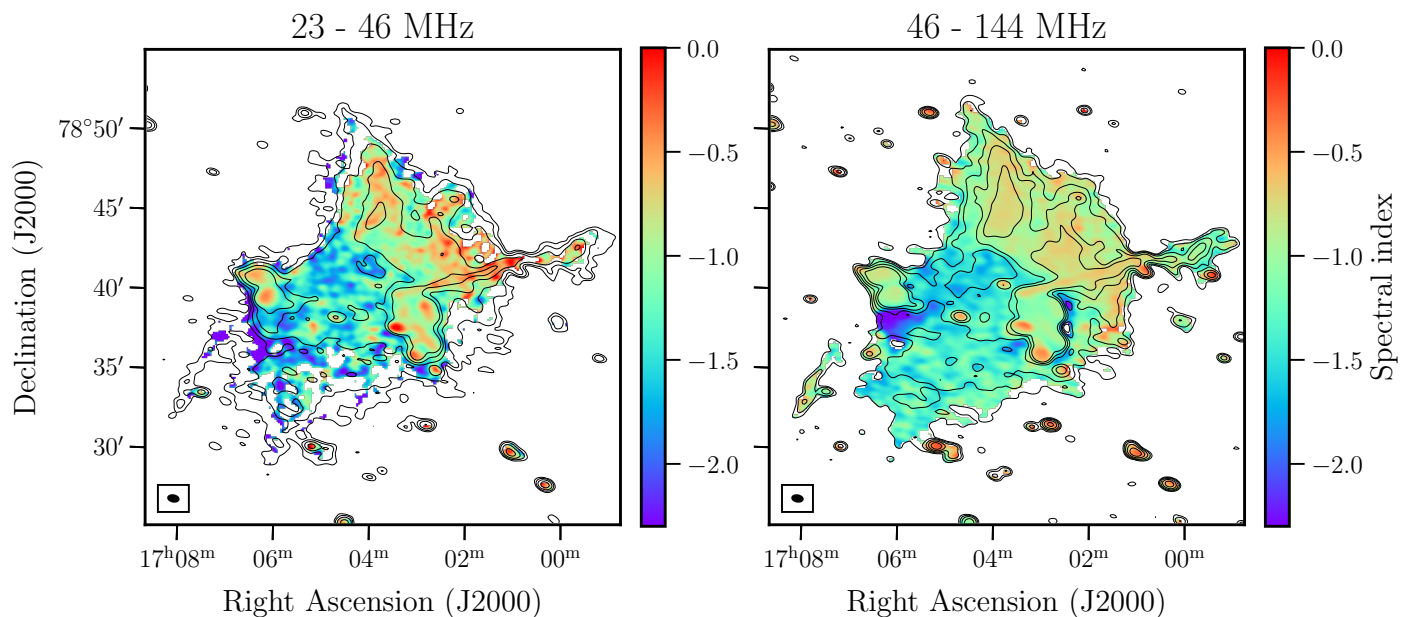 23 - 46 MHz
46 - 144 MHz
78°50′
45′
40′
35′
30′
Declination (J2000)
0.0
−0.5
−1.0
−1.5
−2.0
0.0
−0.5
−1.0
−1.5
−2.0
Spectral index
17ʰ08ᵐ
06ᵐ
04ᵐ
02ᵐ
00ᵐ
17ʰ08ᵐ
06ᵐ
04ᵐ
02ᵐ
00ᵐ
Right Ascension (J2000)
Right Ascension (J2000)